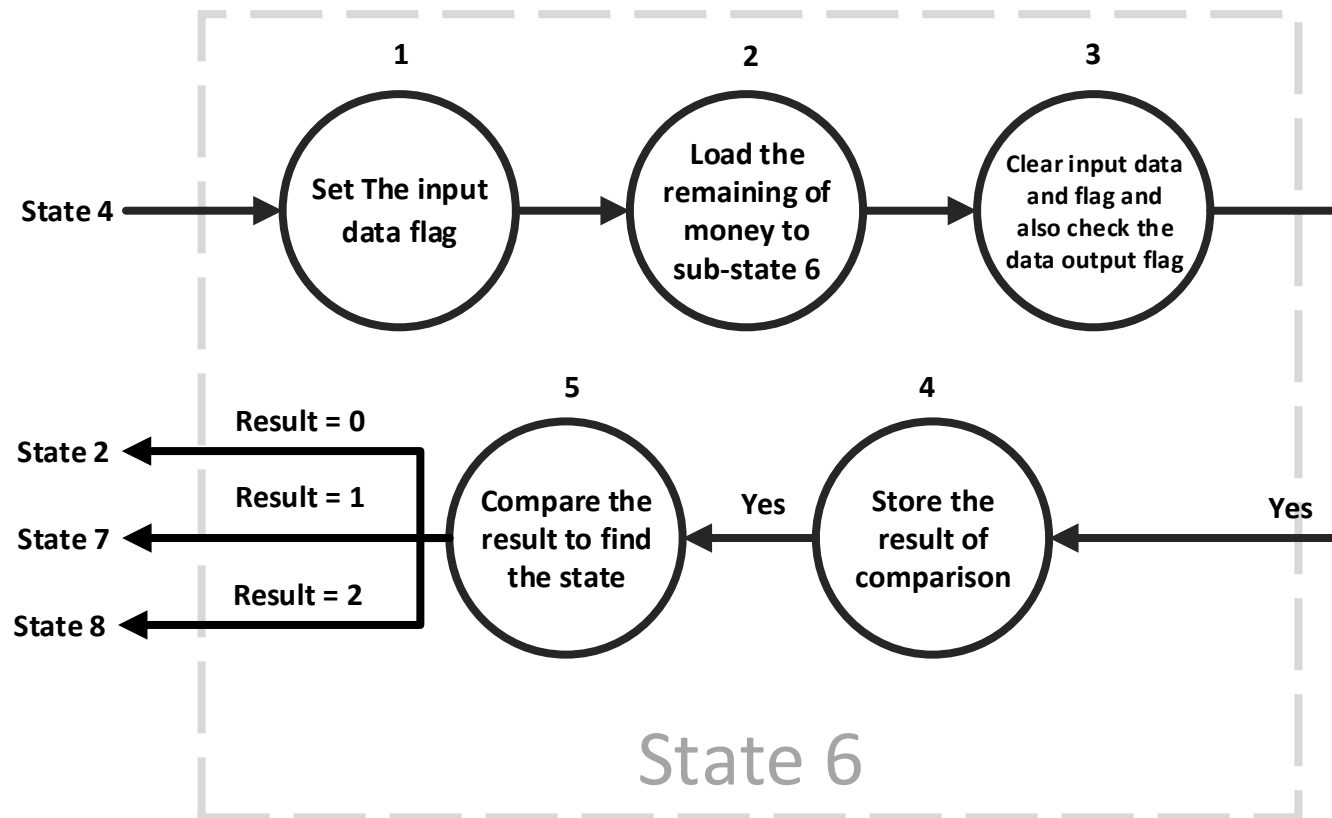 1
2
3
State 4
Set The input
data flag
Load the
remaining of
money to
sub-state 6
Clear input data
and flag and
also check the
data output flag
5
4
State 2
Result = 0
State 7
Result = 1
State 8
Result = 2
Compare the
result to find
the state
Yes
Store the
result of
comparison
Yes
State 6